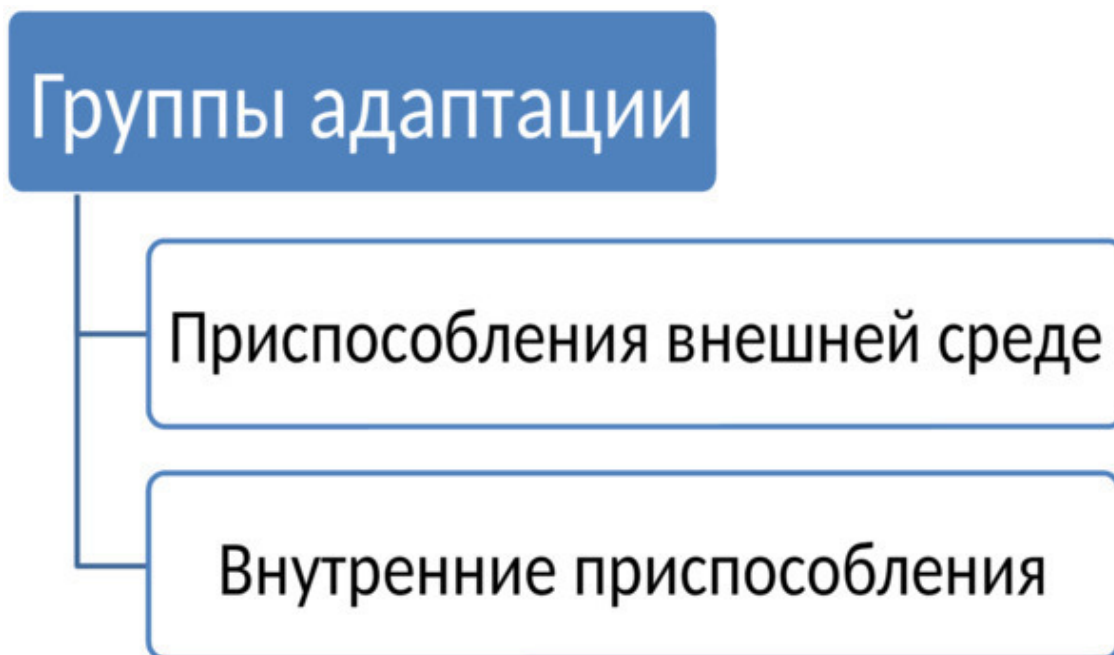 Группы адаптации
Приспособления внешней среде
Внутренние приспособления